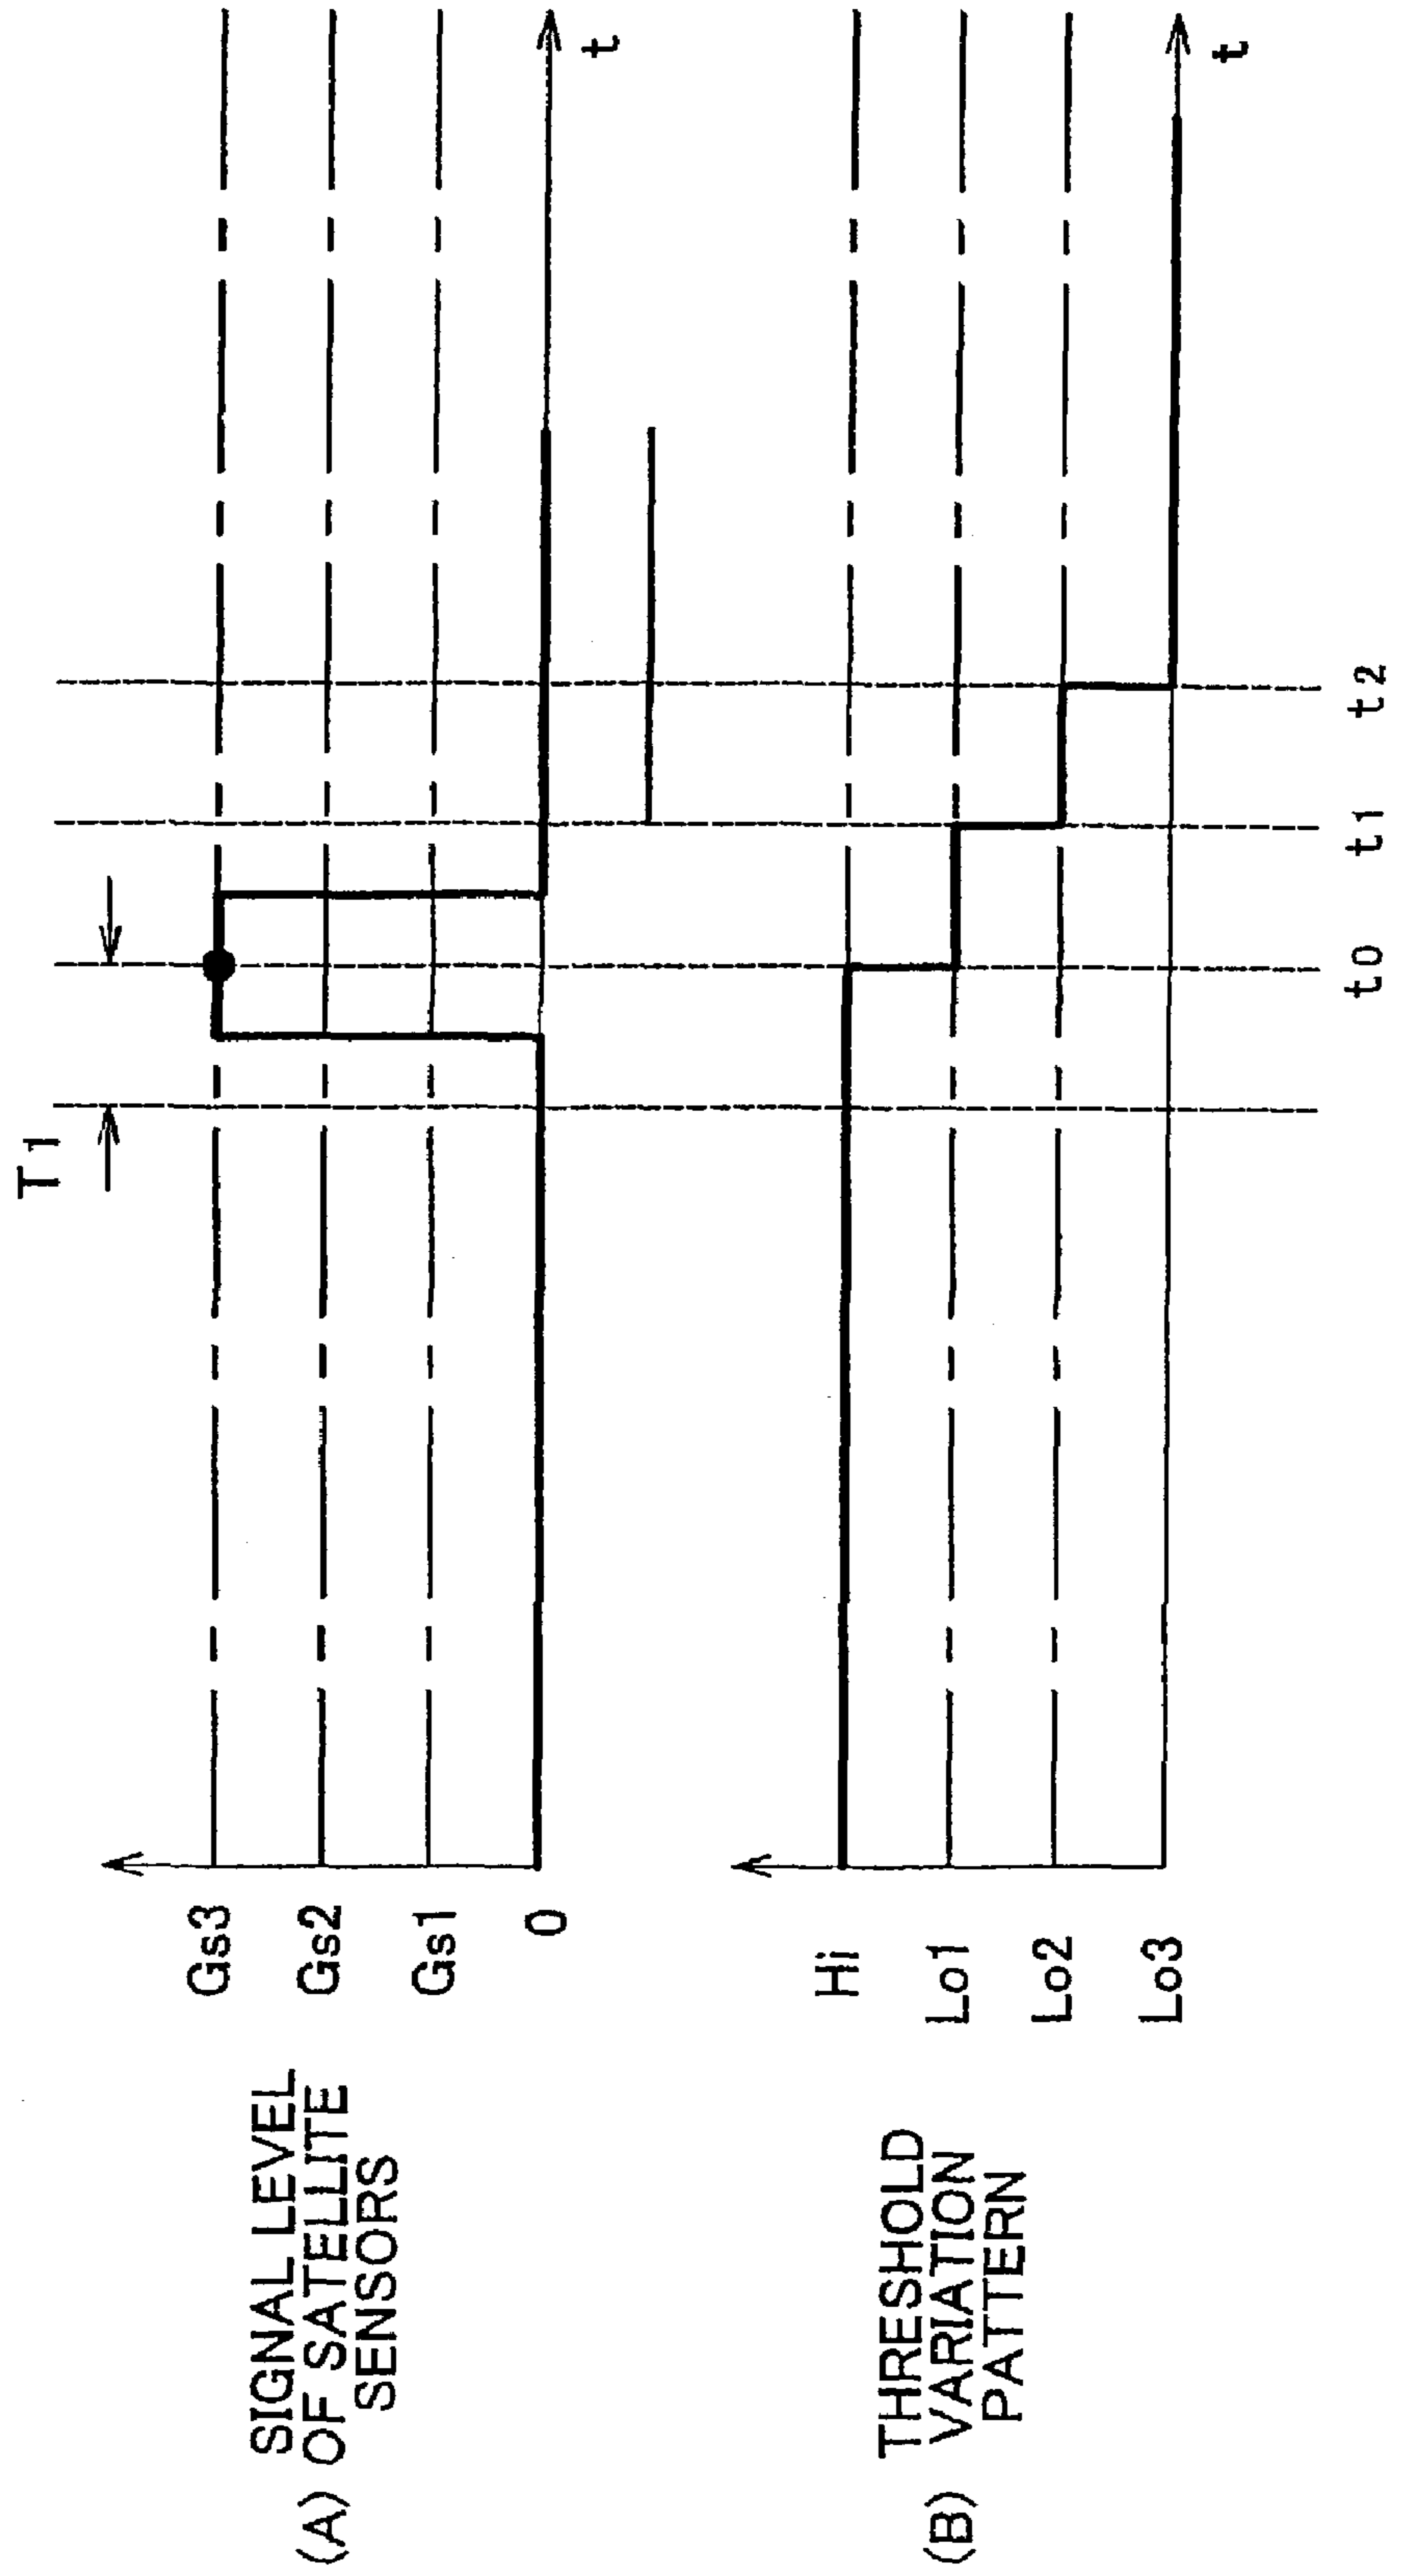 T1
(A)
SIGNAL LEVEL
OF SATELLITE
SENSORS
Gs3
Gs2
Gs1
0
t
(B)
THRESHOLD
VARIATION
PATTERN
Hi
Lo1
Lo2
Lo3
t
t0
t1
t2